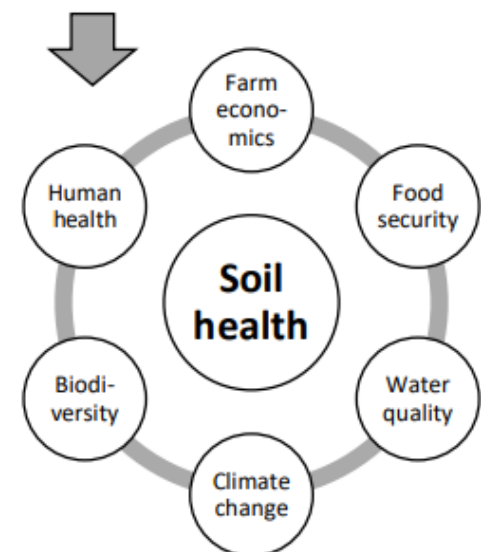 Farm
econo-
mics
Human
health
Food
security
Soil
health
Biodi-
versity
Water
quality
Climate
change